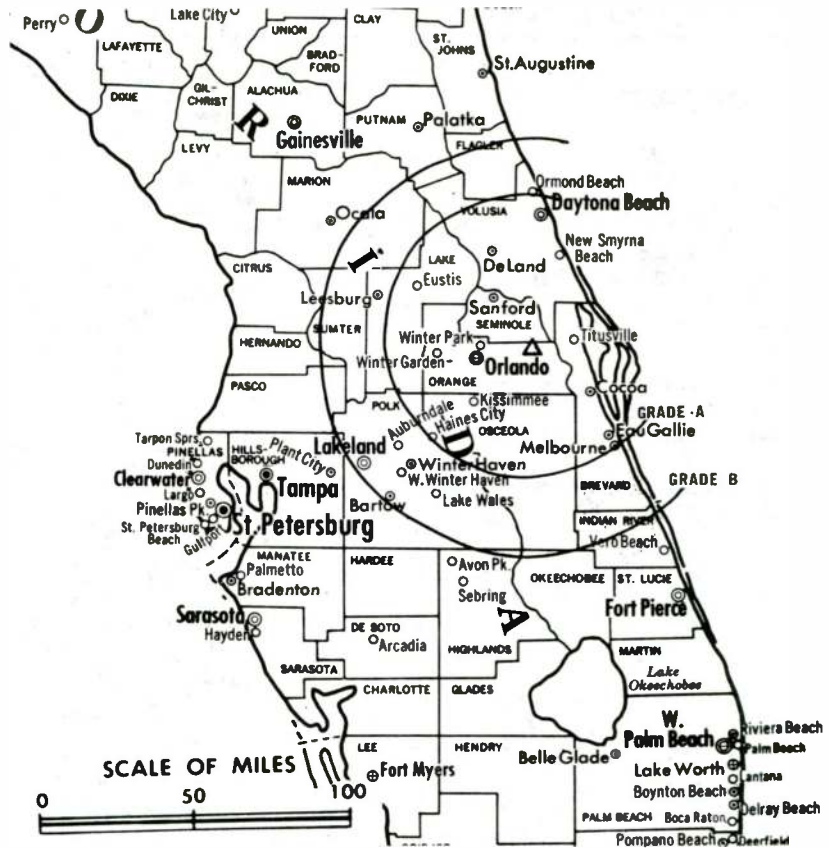 Perry
O
Lake City
UNION
CLAY
LAFAYETTE
BRAD-
FORD
ST.
JOHNS
St. Augustine
DIXIE
GIL-
CHRIST
ALACHUA
R
Gainesville
PUTNAM
Palatka
LEVY
FLAGLER
MARION
Ormond Beach
Daytona Beach
Ocala
VOLUSIA
New Smyrna
Beach
I
LAKE
DeLand
CITRUS
Eustis
Leesburg
Sanford
SEMINOLE
SUMTER
Winter Park
Titusville
HERNANDO
Winter Garden
Orlando
ORANGE
PASCO
Cocoa
POLK
Kissimmee
Auburndale
Haines City
OSCEOLA
GRADE A
EauGallie
Melbourne
D
Tarpon Sprs.
PINELLAS
HILLS-
BOROUGH
Plant City
Lakeland
Dunedin
Winter Haven
Clearwater
W. Winter Haven
GRADE B
Largo
Tampa
Lake Wales
BREVARD
Pinellas Pk.
Bartow
St. Petersburg
St. Petersburg
Beach
Gulfport
INDIAN RIVER
Vero Beach
MANATEE
HARDEE
Avon Pk.
Palmetto
OKEECHOBEE
ST. LUCIE
Bradenton
Sebring
Fort Pierce
Sarasota
A
Hayden
DE SOTO
Arcadia
HIGHLANDS
MARTIN
SARASOTA
Lake
Okeechobee
CHARLOTTE
GLADES
W.
Palm Beach
Riviera Beach
Palm Beach
LEE
HENDRY
Belle Glade
SCALE OF MILES
Fort Myers
Lake Worth
Lantana
Boynton Beach
0
50
100
Delray Beach
PALM BEACH
Boca Raton
Pompano Beach
Deerfield